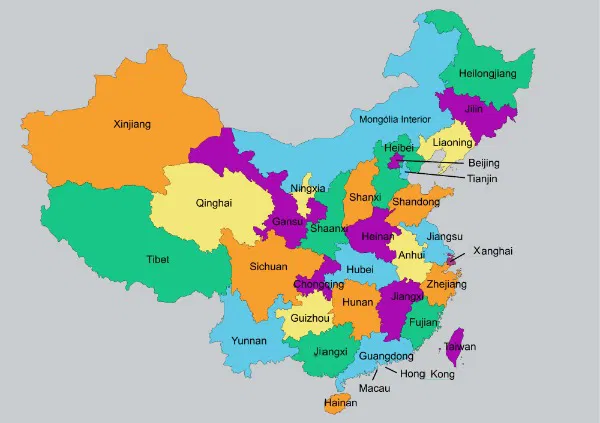 Heilongjiang
Jilin
Mongólia Interior
Xinjiang
Liaoning
Heibei
Beijing
Tianjin
Ningxia
Shanxi
Qinghai
Shandong
Gansu
Shaanxi
Heinan
Jiangsu
Xanghai
Anhui
Tibet
Sichuan
Hubei
Chongqing
Zhejiang
Jiangxi
Hunan
Guizhou
Fujian
Yunnan
Jiangxi
Guangdong
Taiwan
Hong Kong
Macau
Hainan